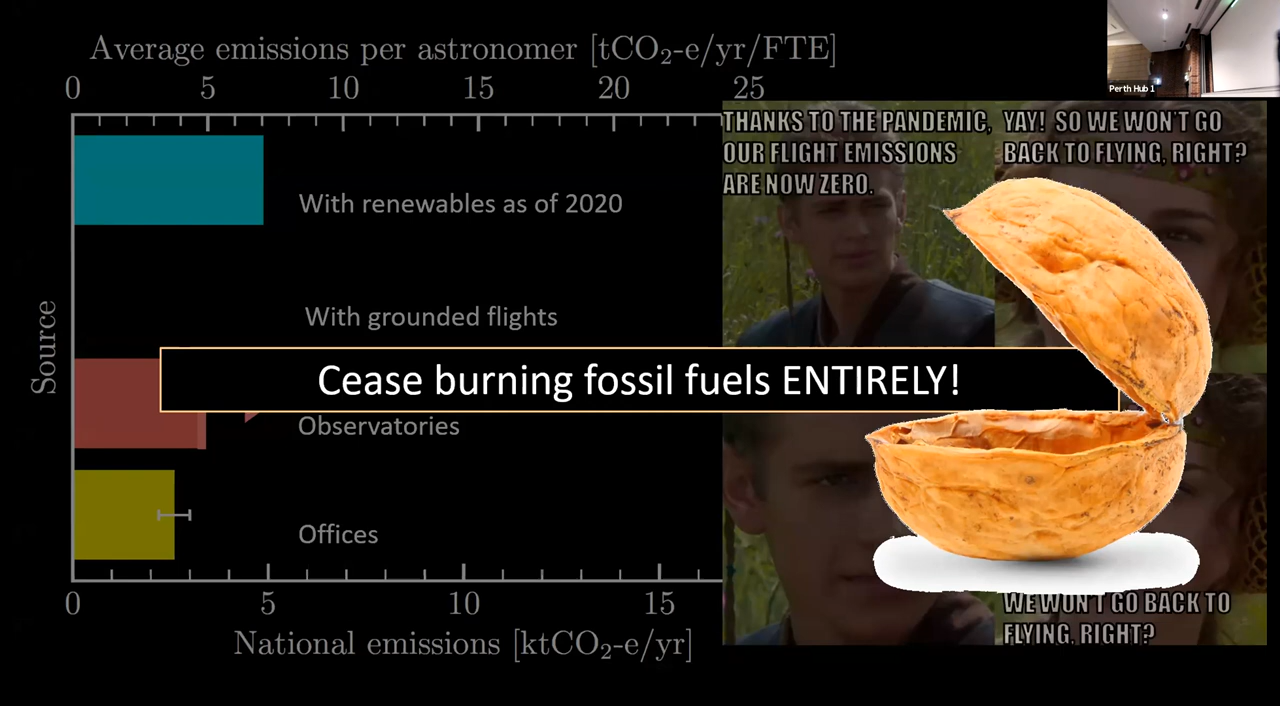 Average emissions per astronomer [tCO₂-e/yr/FTE]
0 5 10 15 20 25
Perth Hub 1
THANKS TO THE PANDEMIC,
OUR FLIGHT EMISSIONS
ARE NOW ZERO.
YAY! SO WE WON'T GO
BACK TO FLYING, RIGHT?
With renewables as of 2020
With grounded flights
Source
Cease burning fossil fuels ENTIRELY!
Observatories
Offices
0 5 10 15
National emissions [ktCO₂-e/yr]
WE WON'T GO BACK TO
FLYING, RIGHT?